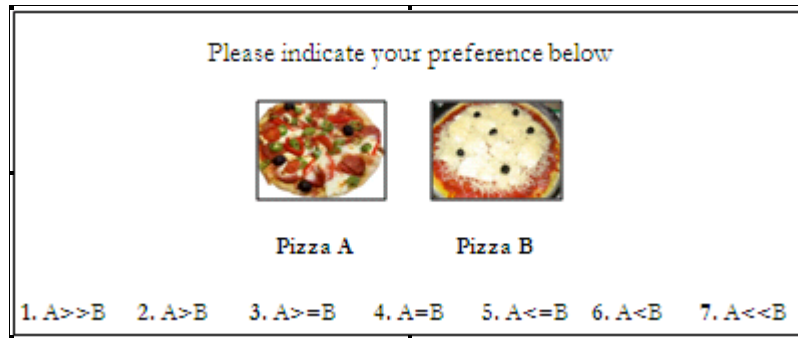 Please indicate your preference below
Pizza A Pizza B
1. A>>B 2. A>B 3. A>=B 4. A=B 5. A<=B 6. A<B 7. A<<B